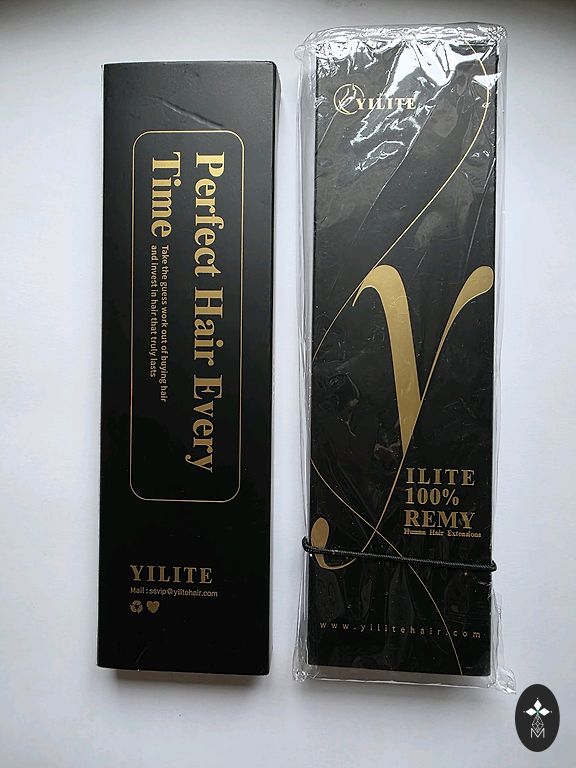 Perfect Hair Every
Time
Take the guess work out of buying hair
and invest in hair that truly lasts
YILITE
Mail : ssvip@yilitehair.com
YILITE
Y
ILITE
100%
REMY
Human Hair Extensions
www.yilitehair.com
M